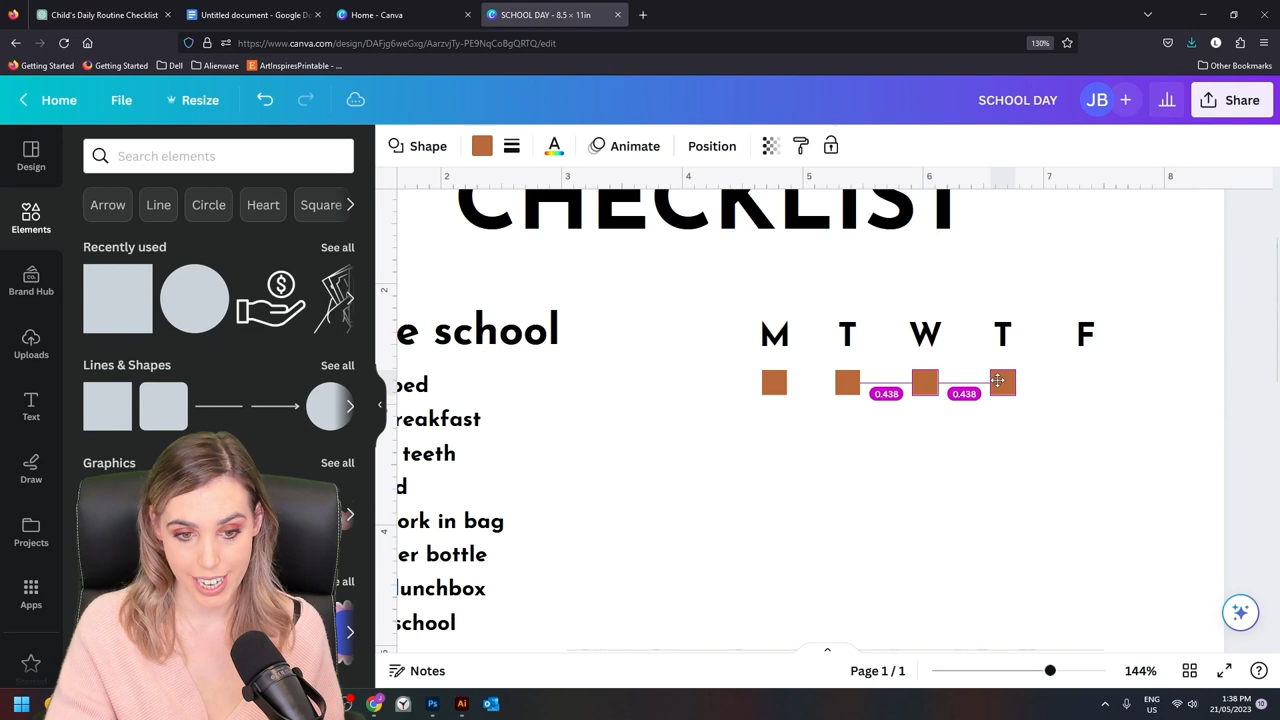 Child's Daily Routine Checklist
Untitled document - Google D
Home - Canva
SCHOOL DAY - 8.5 × 11in
https://www.canva.com/design/DAFjg6weGxg/AarzvjTy-PE9NqCoBgQRTQ/edit
130%
Getting Started
Getting Started
Dell
Alienware
ArtInspiresPrintable - ...
Other Bookmarks
Home
File
Resize
SCHOOL DAY
JB
Share
Design
Elements
Brand Hub
Uploads
Text
Draw
Projects
Apps
Search elements
Arrow
Line
Circle
Heart
Square
Recently used
See all
Lines & Shapes
See all
Graphics
See all
Shape
Animate
Position
2 3 4 5 6 7 8
2
4
CHECKLIST
e school
M T W T F
0.438 0.438
reakfast
teeth
d
ork in bag
er bottle
lunchbox
school
Notes
Page 1 / 1
144%
ENG
US
1:38 PM
21/05/2023